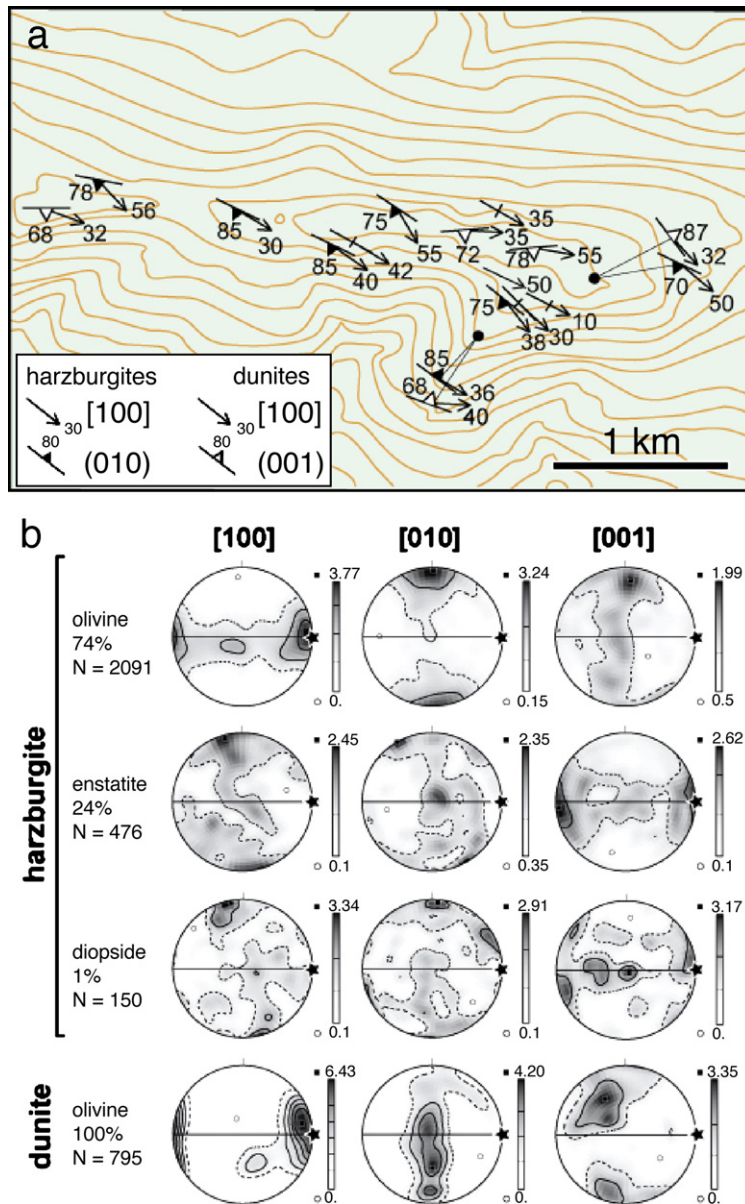 a
78
56
68
32
85
30
75
55
85
42
40
35
35
72
78
55
87
32
70
50
50
75
10
38
30
85
68
36
40
harzburgites
dunites
30 [100]
30 [100]
80 (010)
80 (001)
1 km
b
[100] [010] [001]
harzburgite
olivine
74%
N = 2091
3.77 3.24 1.99
0. 0.15 0.5
enstatite
24%
N = 476
2.45 2.35 2.62
0.1 0.35 0.1
diopside
1%
N = 150
3.34 2.91 3.17
0.1 0.1 0.
dunite
olivine
100%
N = 795
6.43 4.20 3.35
0. 0. 0.